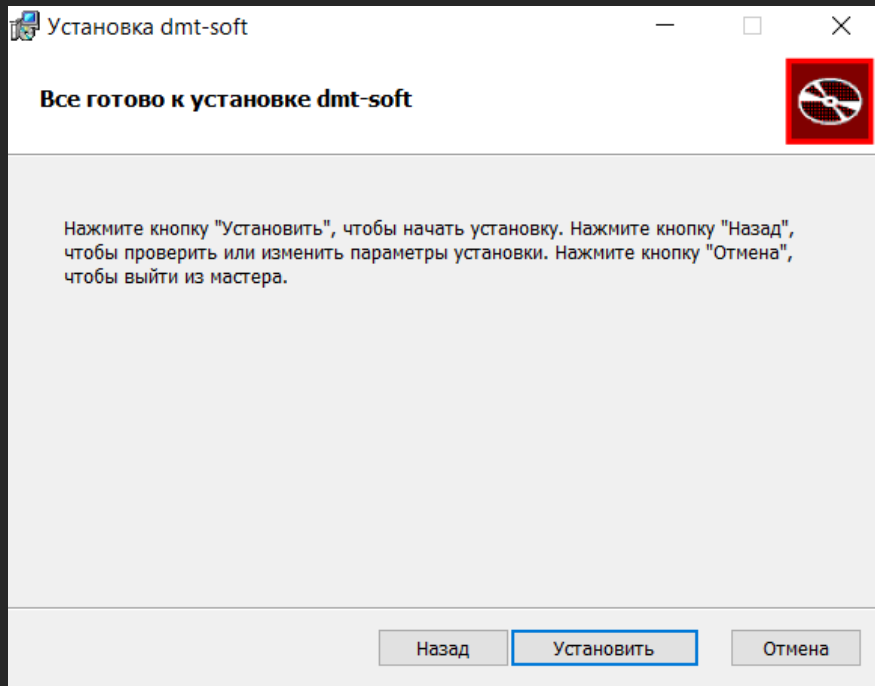 Установка dmt-soft
Все готово к установке dmt-soft
Нажмите кнопку "Установить", чтобы начать установку. Нажмите кнопку "Назад",
чтобы проверить или изменить параметры установки. Нажмите кнопку "Отмена",
чтобы выйти из мастера.
Назад
Установить
Отмена